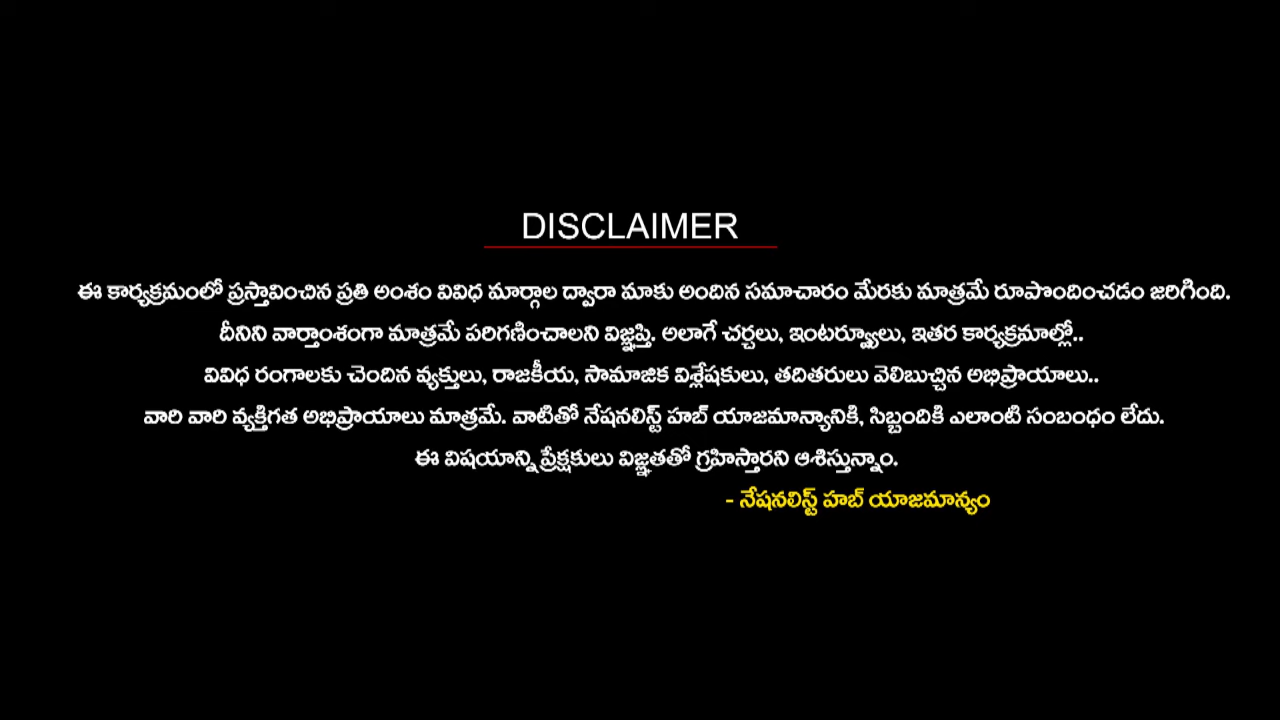 DISCLAIMER
ఈ కార్యక్రమంలో ప్రస్తావించిన ప్రతి అంశం వివిధ మార్గాల ద్వారా మాకు అందిన సమాచారం మేరకు మాత్రమే రూపొందించడం జరిగింది.
దీనిని వార్తాంశంగా మాత్రమే పరిగణించాలని విజ్ఞప్తి. అలాగే చర్చలు, ఇంటర్వ్యూలు, ఇతర కార్యక్రమాల్లో..
వివిధ రంగాలకు చెందిన వ్యక్తులు, రాజకీయ, సామాజిక విశ్లేషకులు, తదితరులు వెలిబుచ్చిన అభిప్రాయాలు..
వారి వారి వ్యక్తిగత అభిప్రాయాలు మాత్రమే. వాటితో నేషనలిస్ట్ హబ్ యాజమాన్యానికి, సిబ్బందికి ఎలాంటి సంబంధం లేదు.
ఈ విషయాన్ని ప్రేక్షకులు విజ్ఞతతో గ్రహిస్తారని ఆశిస్తున్నాం.
- నేషనలిస్ట్ హబ్ యాజమాన్యం